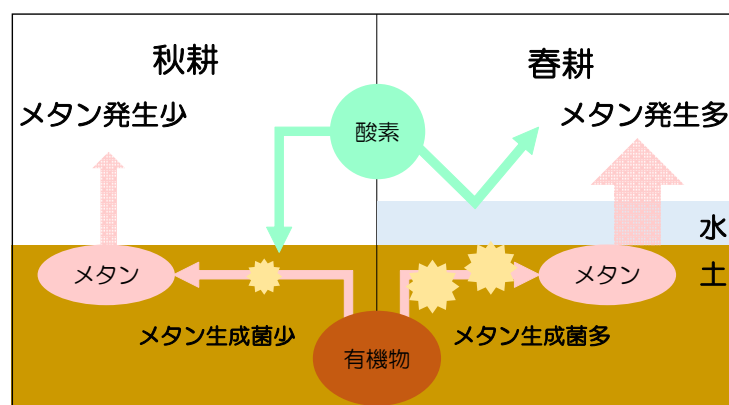 秋耕
春耕
メタン発生少
酸素
メタン発生多
水
メタン
メタン
土
メタン生成菌少
メタン生成菌多
有機物